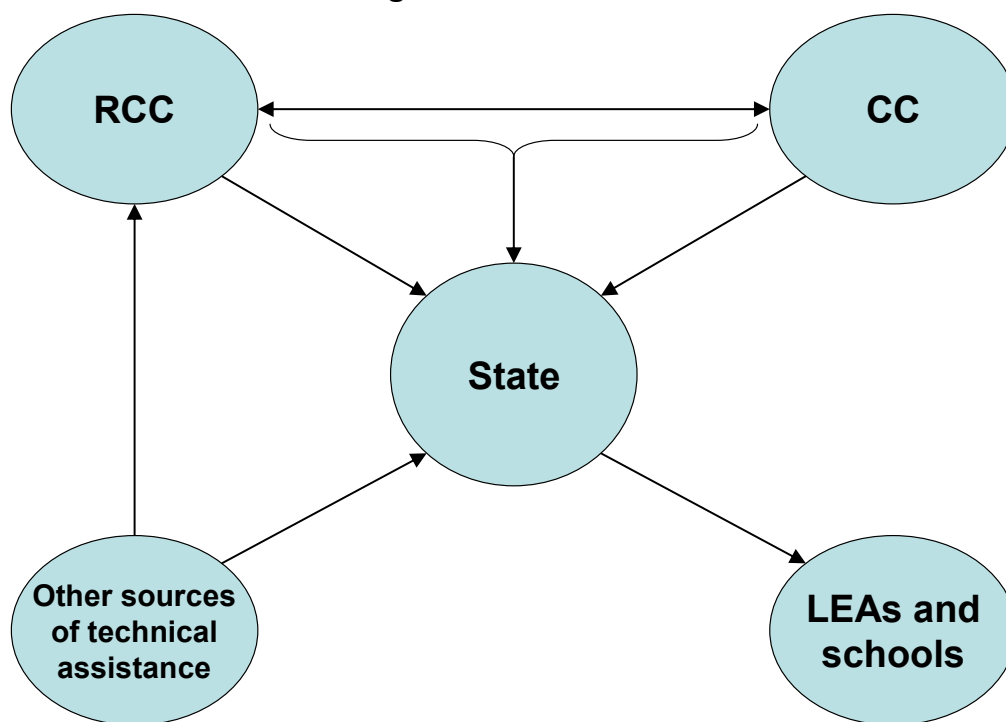 RCC
CC
State
Other sources
of technical
assistance
LEAs and
schools